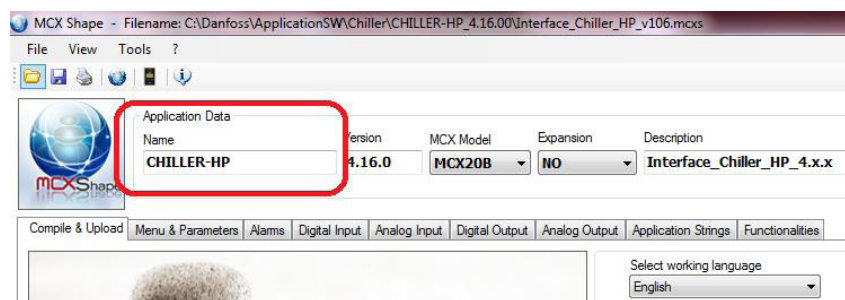 MCX Shape - Filename: C:\Danfoss\ApplicationSW\Chiller\CHILLER-HP_4.16.00\Interface_Chiller_HP_v106.mcxs
File View Tools ?
Application Data
Name Version MCX Model Expansion Description
CHILLER-HP 4.16.0 MCX20B NO Interface_Chiller_HP_4.x.x
MCXShape
Compile & Upload Menu & Parameters Alarms Digital Input Analog Input Digital Output Analog Output Application Strings Functionalities
Select working language
English